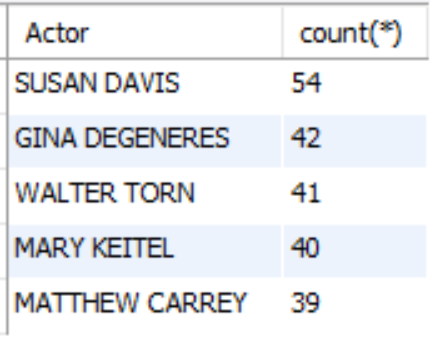 Actor count(*)
SUSAN DAVIS 54
GINA DEGENERES 42
WALTER TORN 41
MARY KEITEL 40
MATTHEW CARREY 39